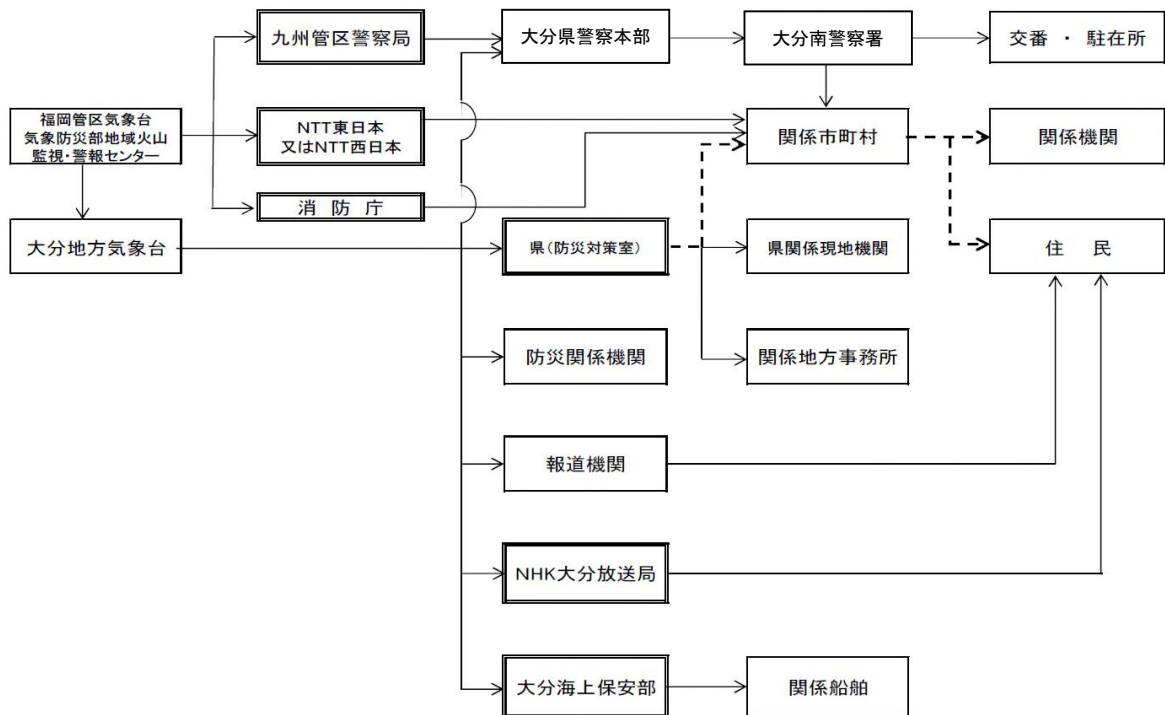 九州管区警察局
大分県警察本部
大分南警察署
交番 ・ 駐在所
福岡管区気象台
気象防災部地域火山
監視・警報センター
NTT東日本
又はNTT西日本
関係市町村
関係機関
消 防 庁
大分地方気象台
県(防災対策室)
県関係現地機関
住 民
防災関係機関
関係地方事務所
報道機関
NHK大分放送局
大分海上保安部
関係船舶